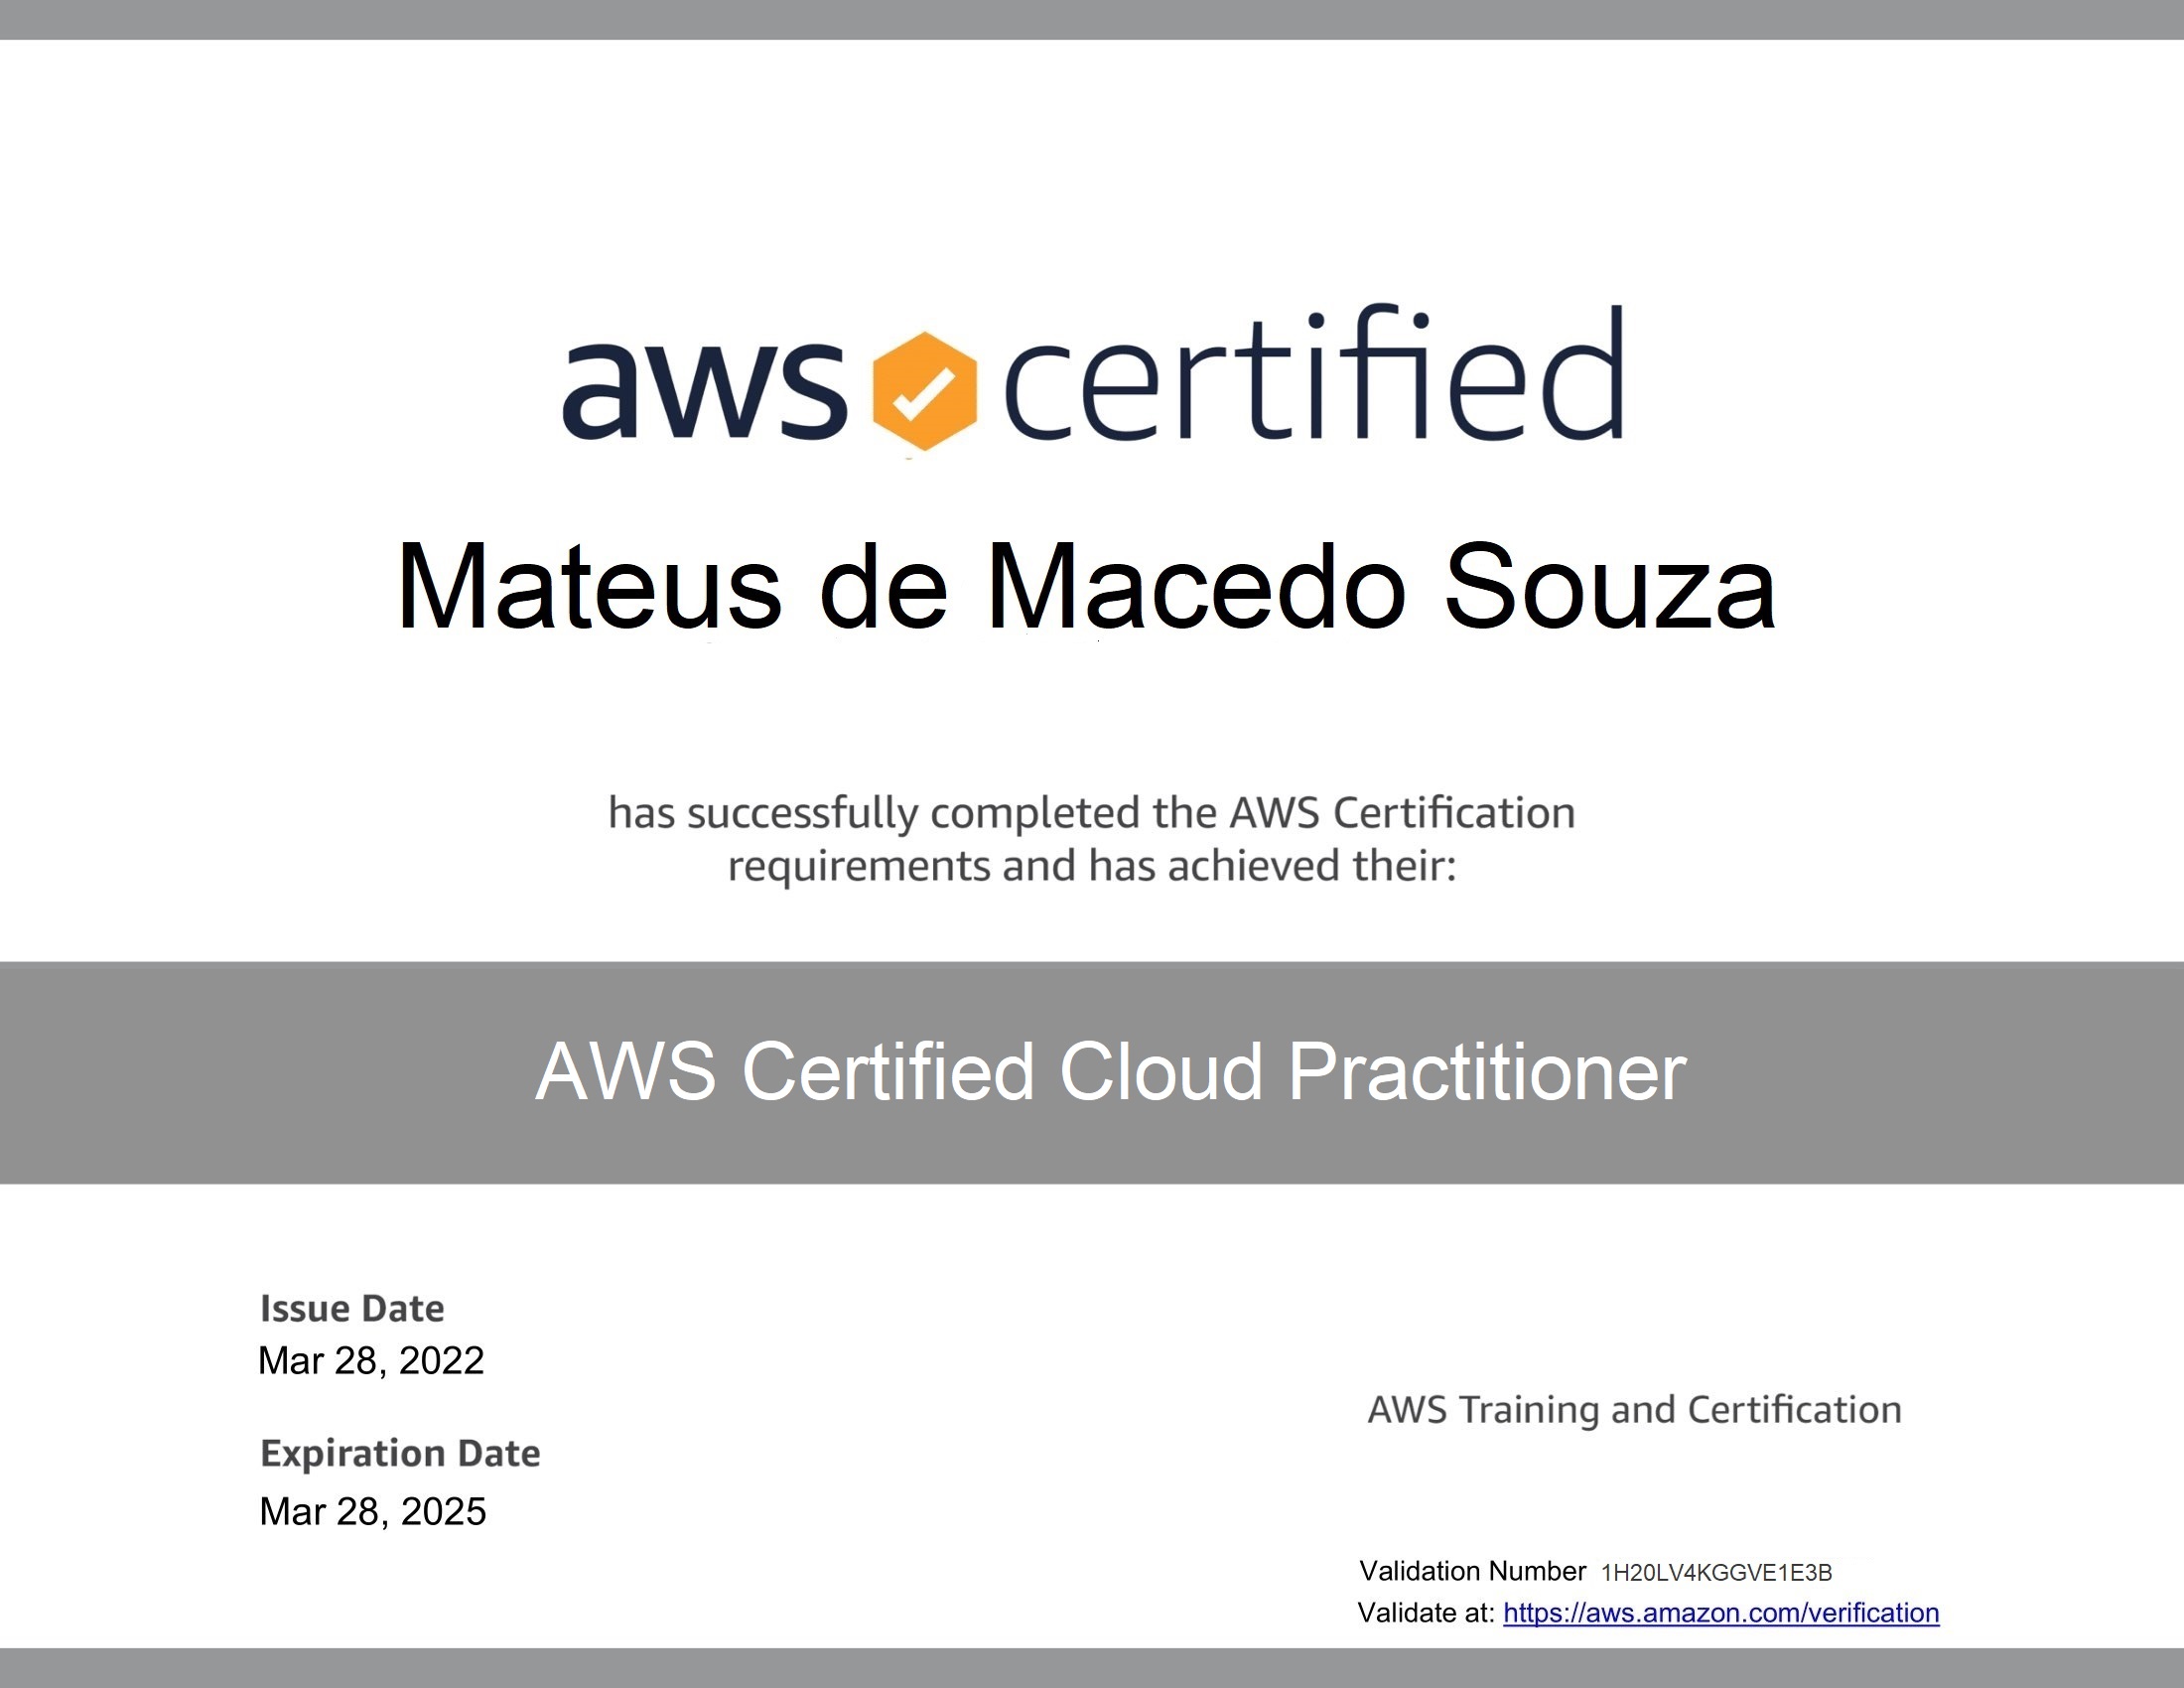 aws certified
Mateus de Macedo Souza
has successfully completed the AWS Certification
requirements and has achieved their:
AWS Certified Cloud Practitioner
Issue Date
Mar 28, 2022
Expiration Date
Mar 28, 2025
AWS Training and Certification
Validation Number 1H20LV4KGGVE1E3B
Validate at: https://aws.amazon.com/verification